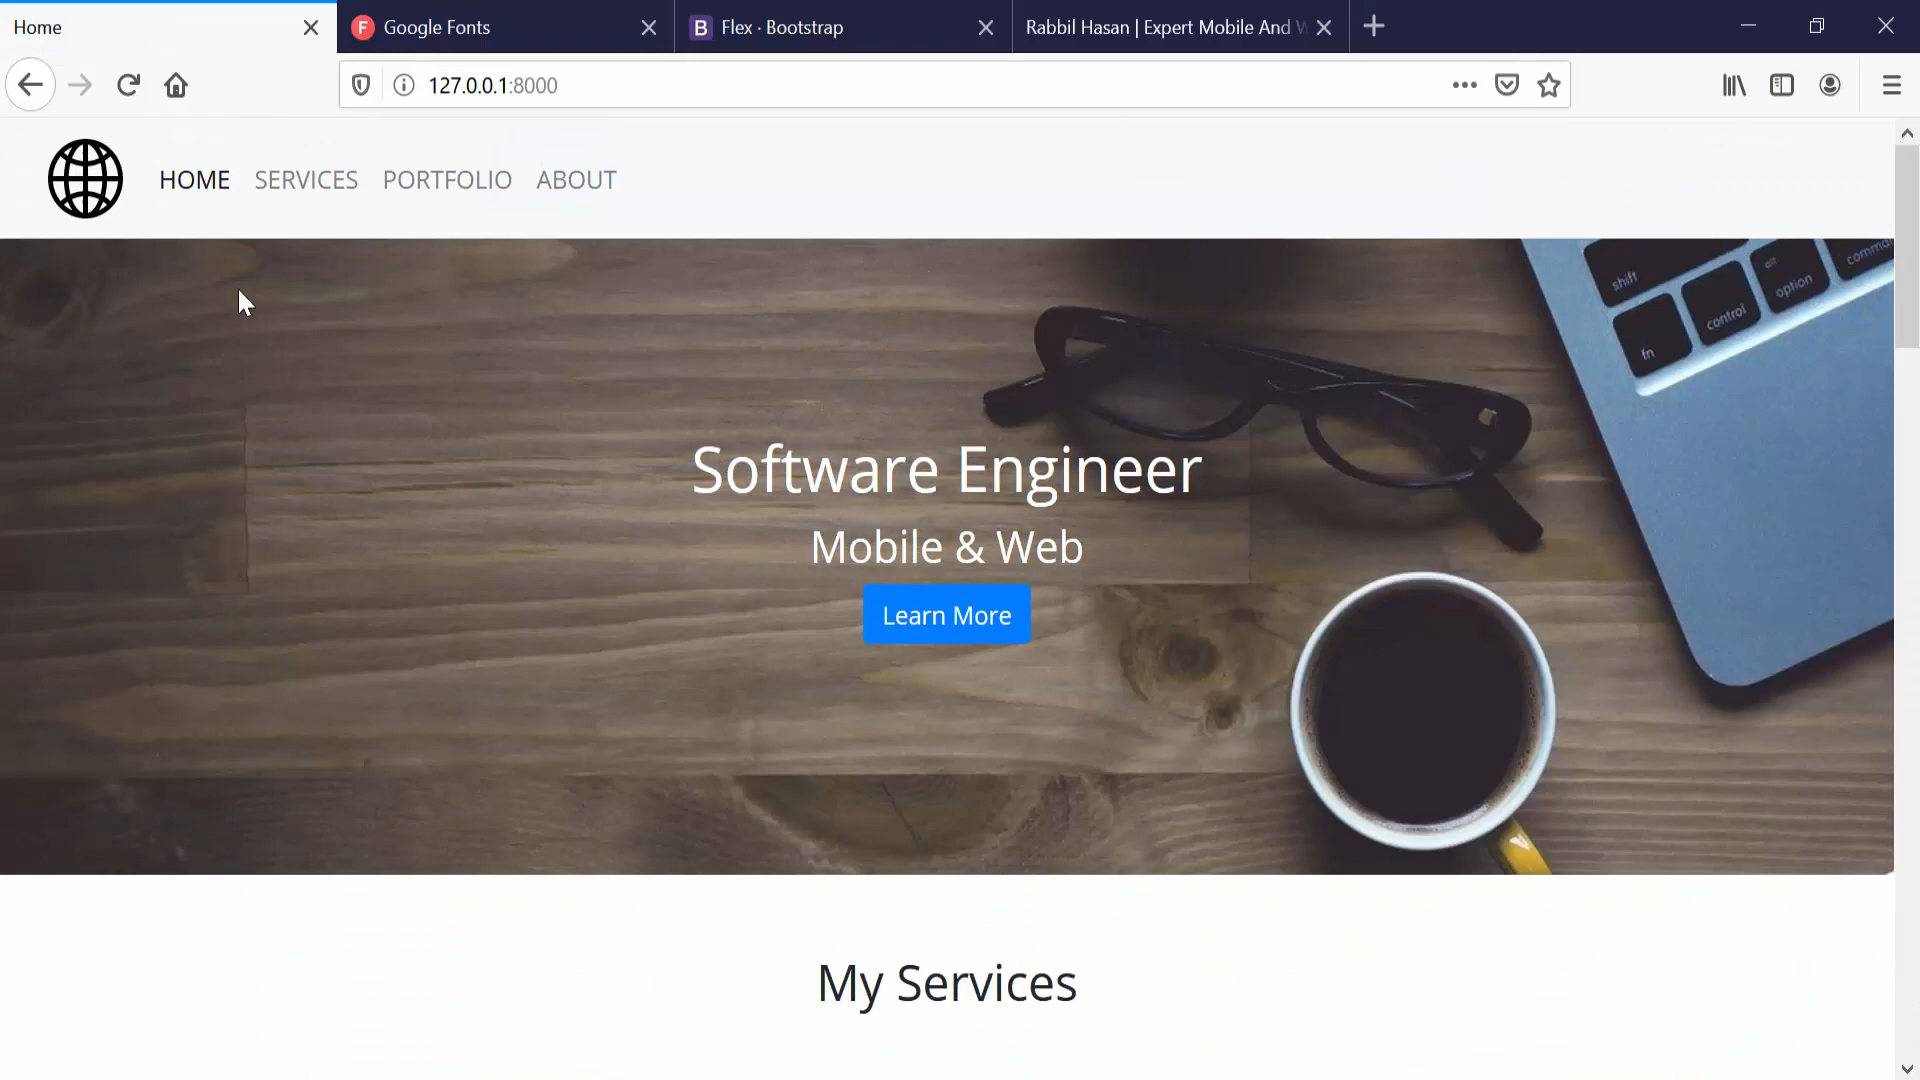 Home
Google Fonts
B Flex · Bootstrap
Rabbil Hasan | Expert Mobile And
127.0.0.1:8000
HOME SERVICES PORTFOLIO ABOUT
shift
alt
option
control
fn
Software Engineer
Mobile & Web
Learn More
My Services